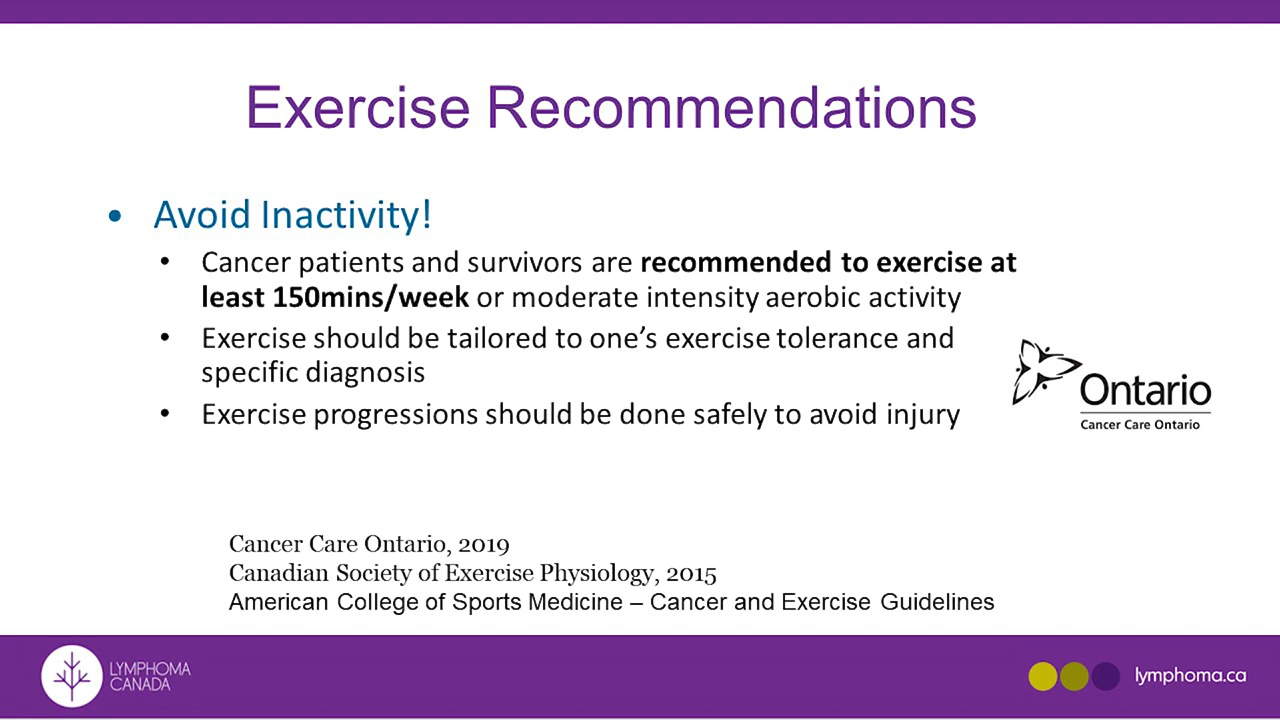 Exercise Recommendations
• Avoid Inactivity!
• Cancer patients and survivors are recommended to exercise at
least 150mins/week or moderate intensity aerobic activity
• Exercise should be tailored to one’s exercise tolerance and
specific diagnosis
• Exercise progressions should be done safely to avoid injury
Ontario
Cancer Care Ontario
Cancer Care Ontario, 2019
Canadian Society of Exercise Physiology, 2015
American College of Sports Medicine – Cancer and Exercise Guidelines
LYMPHOMA
CANADA
lymphoma.ca